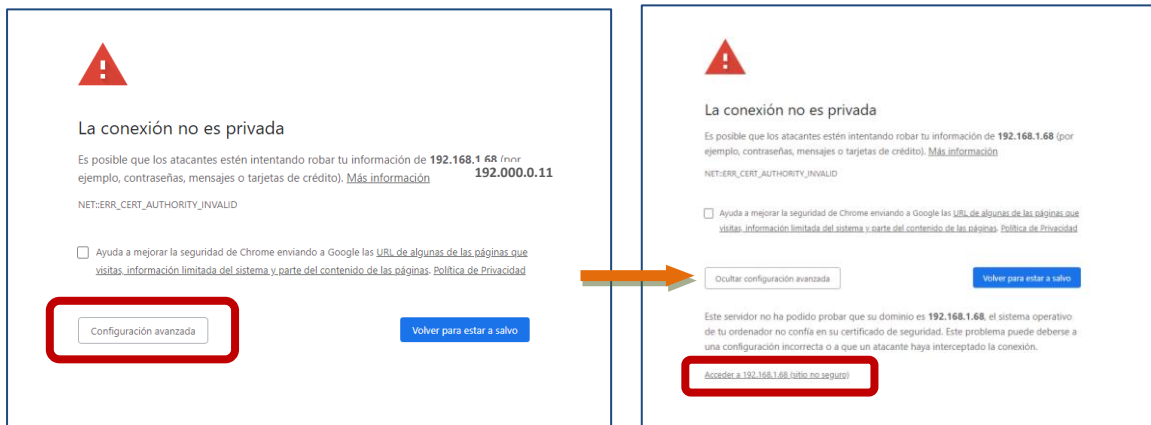 La conexión no es privada
Es posible que los atacantes estén intentando robar tu información de 192.168.1.68 (por
192.000.0.11
ejemplo, contraseñas, mensajes o tarjetas de crédito). Más información
NET::ERR_CERT_AUTHORITY_INVALID
Ayuda a mejorar la seguridad de Chrome enviando a Google las URL de algunas de las páginas que
visitas, información limitada del sistema y parte del contenido de las páginas. Política de Privacidad
Configuración avanzada
Volver para estar a salvo
La conexión no es privada
Es posible que los atacantes estén intentando robar tu información de 192.168.1.68 (por
ejemplo, contraseñas, mensajes o tarjetas de crédito). Más información
NET::ERR_CERT_AUTHORITY_INVALID
Ayuda a mejorar la seguridad de Chrome enviando a Google las URL de algunas de las páginas que
visitas, información limitada del sistema y parte del contenido de las páginas. Política de Privacidad
Ocultar configuración avanzada
Volver para estar a salvo
Este servidor no ha podido probar que su dominio es 192.168.1.68, el sistema operativo
de tu ordenador no confía en su certificado de seguridad. Este problema puede deberse a
una configuración incorrecta o a que un atacante haya interceptado la conexión.
Acceder a 192.168.1.68 (sitio no seguro)